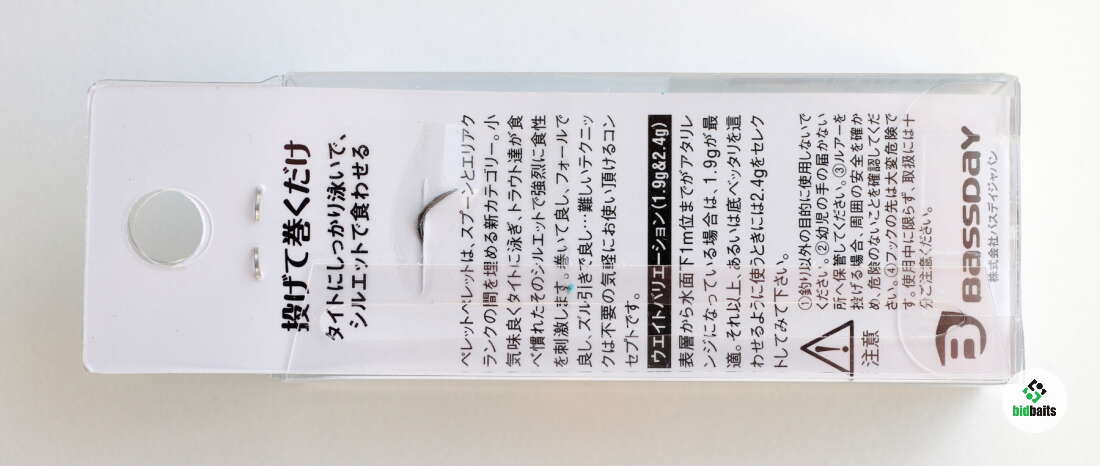 投げて巻くだけ
タイトにしっかり泳いで、
シルエットで食わせる
ペレットペレットは、スプーンとエリアク
ランクの間を埋める新カテゴリー。小
気味良くタイトに泳ぎ、トラウト達が食
べ慣れたそのシルエットで強烈に食性
を刺激します。巻いて良し、フォールで
良し、ズル引きで良し…難しいテクニッ
クは不要の気軽にお使い頂けるコン
セプトです。
ウエイトバリエーション(1.9g&2.4g)
表層から水面下1m位までがアタリレ
ンジになっている場合は、1.9gが最
適。それ以上、あるいは底ベッタリを這
わせるように使うときには2.4gをセレク
トしてみて下さい。
注意
①釣り以外の目的に使用しないで
ください。②幼児の手の届かない
所へ保管してください。③ルアーを
投げる場合、周囲の安全を確か
め、危険のないことを確認してくだ
さい。④フックの先は大変危険で
す。使用中に限らず、取扱には十
分ご注意ください。
BASSDAY
株式会社バスデイジャパン
bidbaits